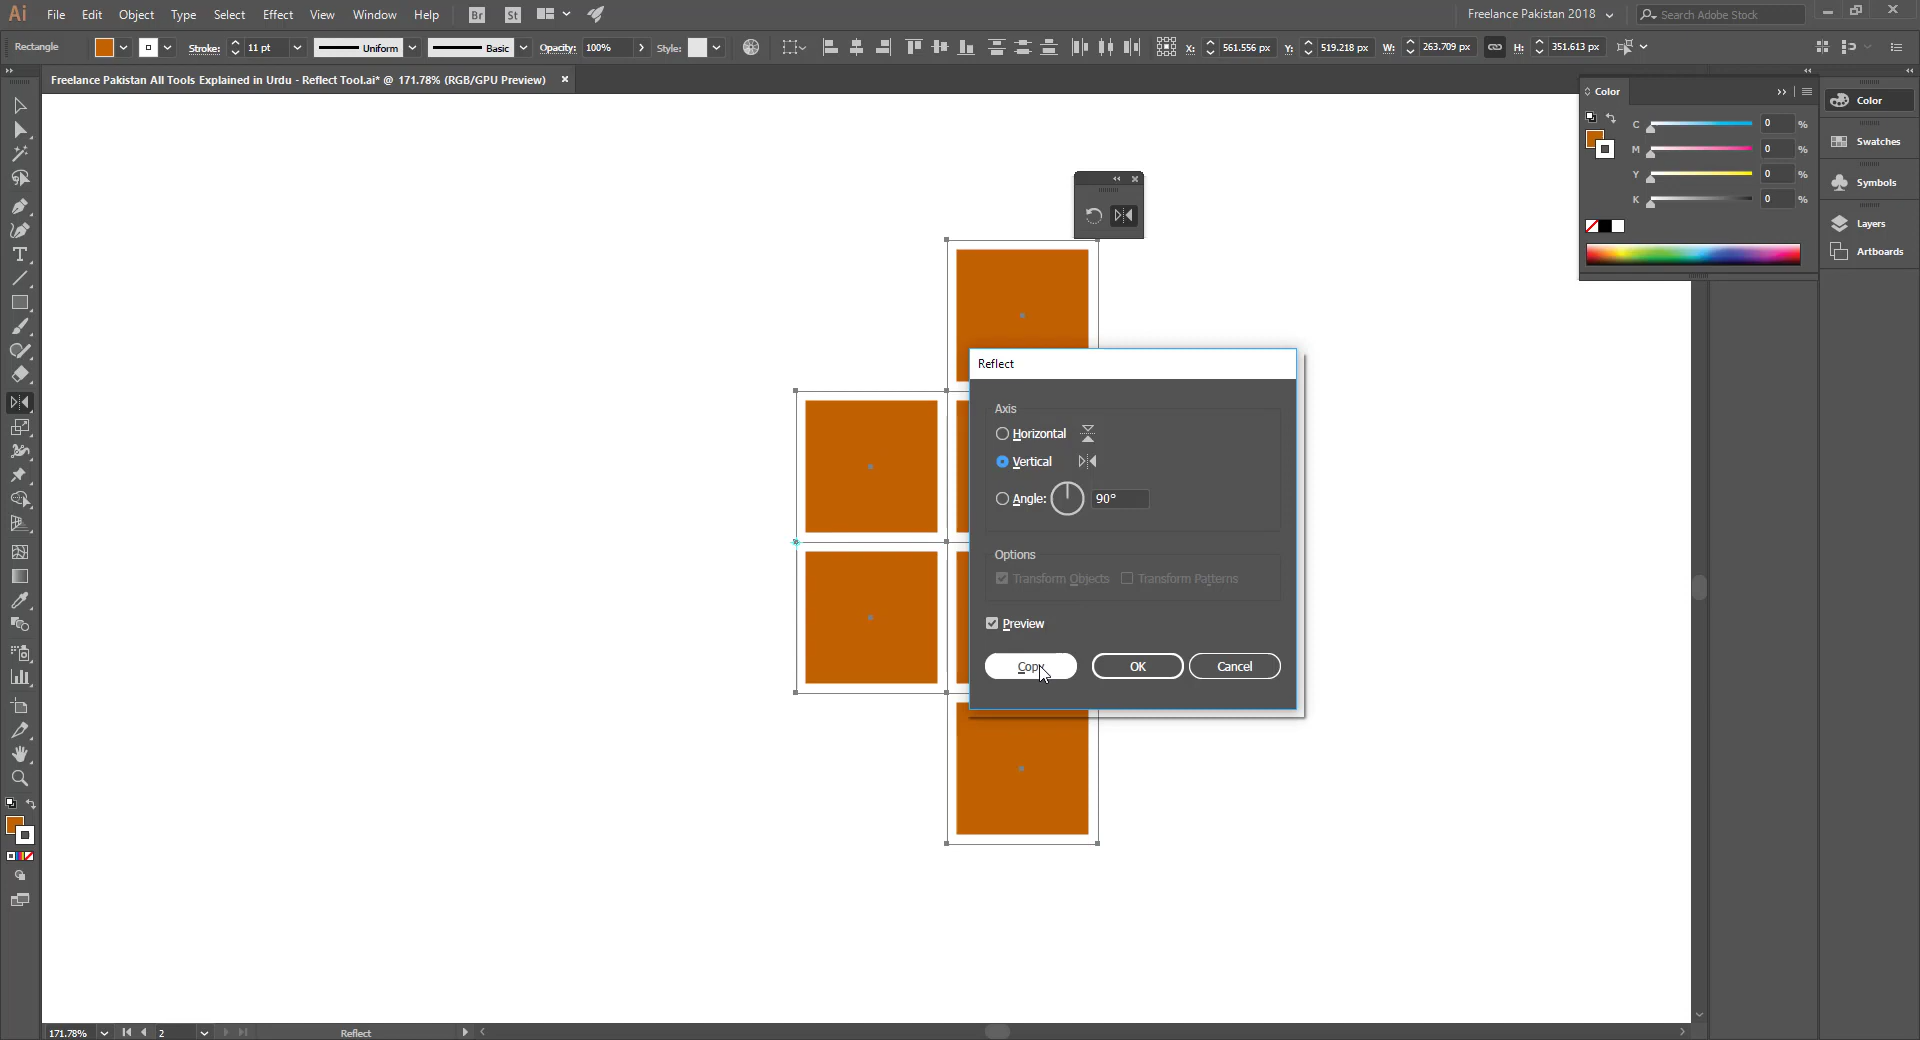 Ai File Edit Object Type Select Effect View Window Help Br St Freelance Pakistan 2018 Search Adobe Stock
Rectangle Stroke: 11 pt Uniform Basic Opacity: 100% Style: X: 561.556 px Y: 519.218 px W: 263.709 px H: 351.613 px
Freelance Pakistan All Tools Explained in Urdu - Reflect Tool.ai* @ 171.78% (RGB/GPU Preview)
Color
Color
C 0 %
M 0 %
Y 0 %
K 0 %
Swatches
Symbols
Layers
Artboards
Reflect
Axis
Horizontal
Vertical
Angle: 90°
Options
Transform Objects Transform Patterns
Preview
Copy OK Cancel
171.78% 2 Reflect